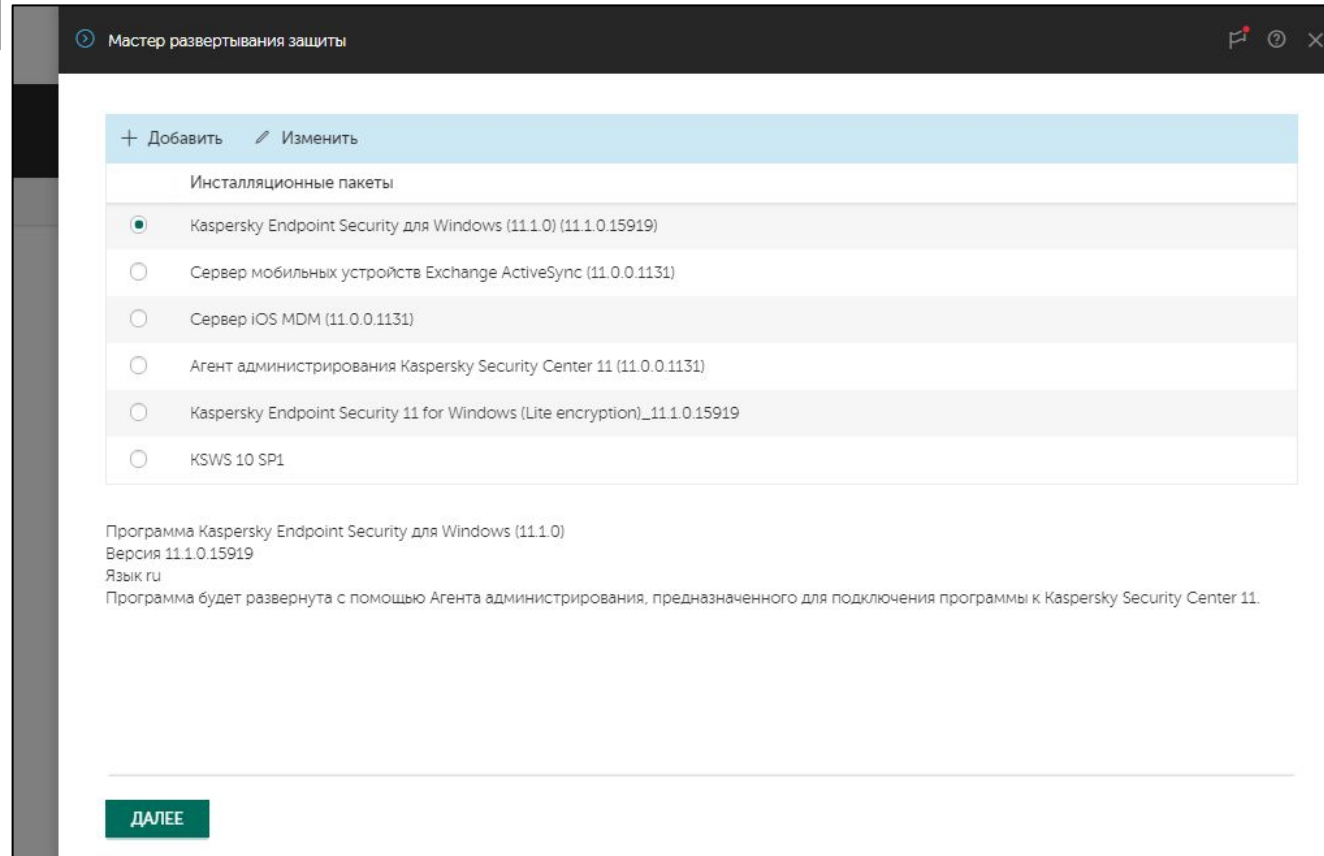 Мастер развертывания защиты
Добавить Изменить
Инсталляционные пакеты
Kaspersky Endpoint Security для Windows (11.1.0) (11.1.0.15919)
Сервер мобильных устройств Exchange ActiveSync (11.0.0.1131)
Сервер iOS MDM (11.0.0.1131)
Агент администрирования Kaspersky Security Center 11 (11.0.0.1131)
Kaspersky Endpoint Security 11 for Windows (Lite encryption)_11.1.0.15919
KSWS 10 SP1
Программа Kaspersky Endpoint Security для Windows (11.1.0)
Версия 11.1.0.15919
Язык ru
Программа будет развернута с помощью Агента администрирования, предназначенного для подключения программы к Kaspersky Security Center 11.
ДАЛЕЕ